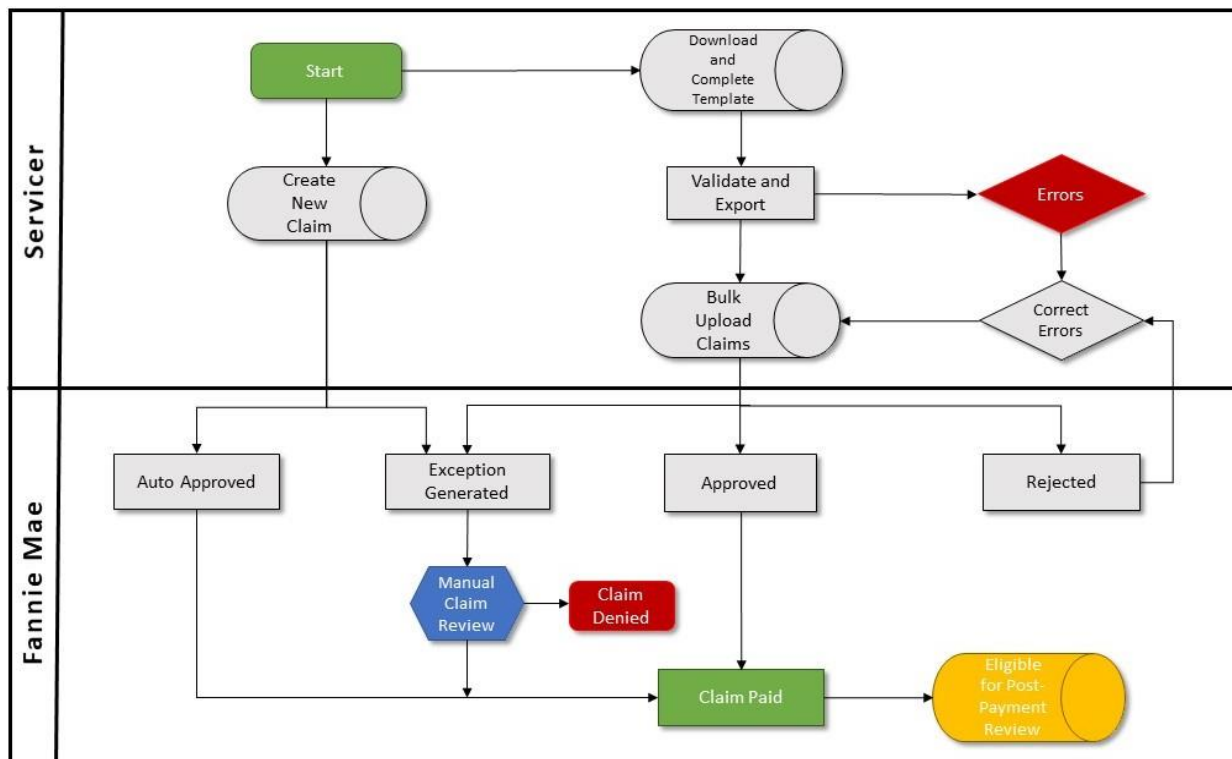 Servicer
Start
Download
and
Complete
Template
Create
New
Claim
Validate and
Export
Errors
Bulk
Upload
Claims
Correct
Errors
Fannie Mae
Auto Approved
Exception
Generated
Approved
Rejected
Manual
Claim
Review
Claim
Denied
Claim Paid
Eligible
for Post-
Payment
Review